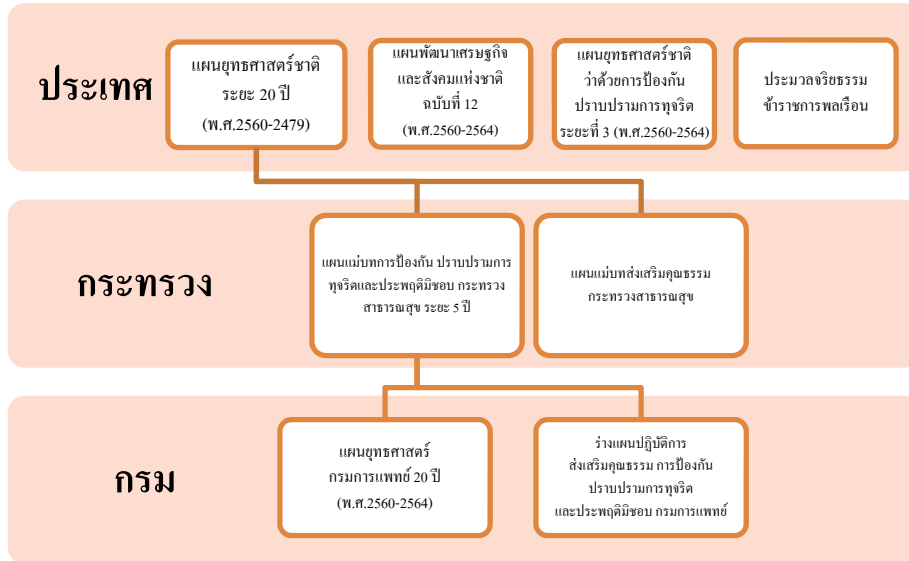 ประเทศ
แผนยุทธศาสตร์ชาติ
ระยะ 20 ปี
(พ.ศ.2560-2479)
แผนพัฒนาเศรษฐกิจ
และสังคมแห่งชาติ
ฉบับที่ 12
(พ.ศ.2560-2564)
แผนยุทธศาสตร์ชาติ
ว่าด้วยการป้องกัน
ปราบปรามการทุจริต
ระยะที่ 3 (พ.ศ.2560-2564)
ประมวลจริยธรรม
ข้าราชการพลเรือน
กระทรวง
แผนแม่บทการป้องกัน ปราบปรามการ
ทุจริตและประพฤติมิชอบ กระทรวง
สาธารณสุข ระยะ 5 ปี
แผนแม่บทส่งเสริมคุณธรรม
กระทรวงสาธารณสุข
กรม
แผนยุทธศาสตร์
กรมการแพทย์ 20 ปี
(พ.ศ.2560-2564)
ร่างแผนปฏิบัติการ
ส่งเสริมคุณธรรม การป้องกัน
ปราบปรามการทุจริต
และประพฤติมิชอบ กรมการแพทย์